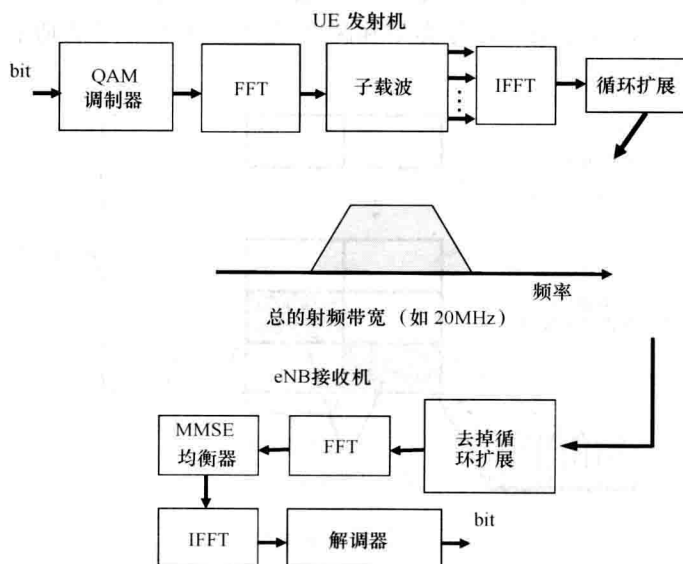 UE 发射机
bit
QAM
调制器
FFT
子载波
IFFT
循环扩展
频率
总的射频带宽（如 20MHz）
eNB接收机
MMSE
均衡器
FFT
去掉循
环扩展
IFFT
解调器
bit